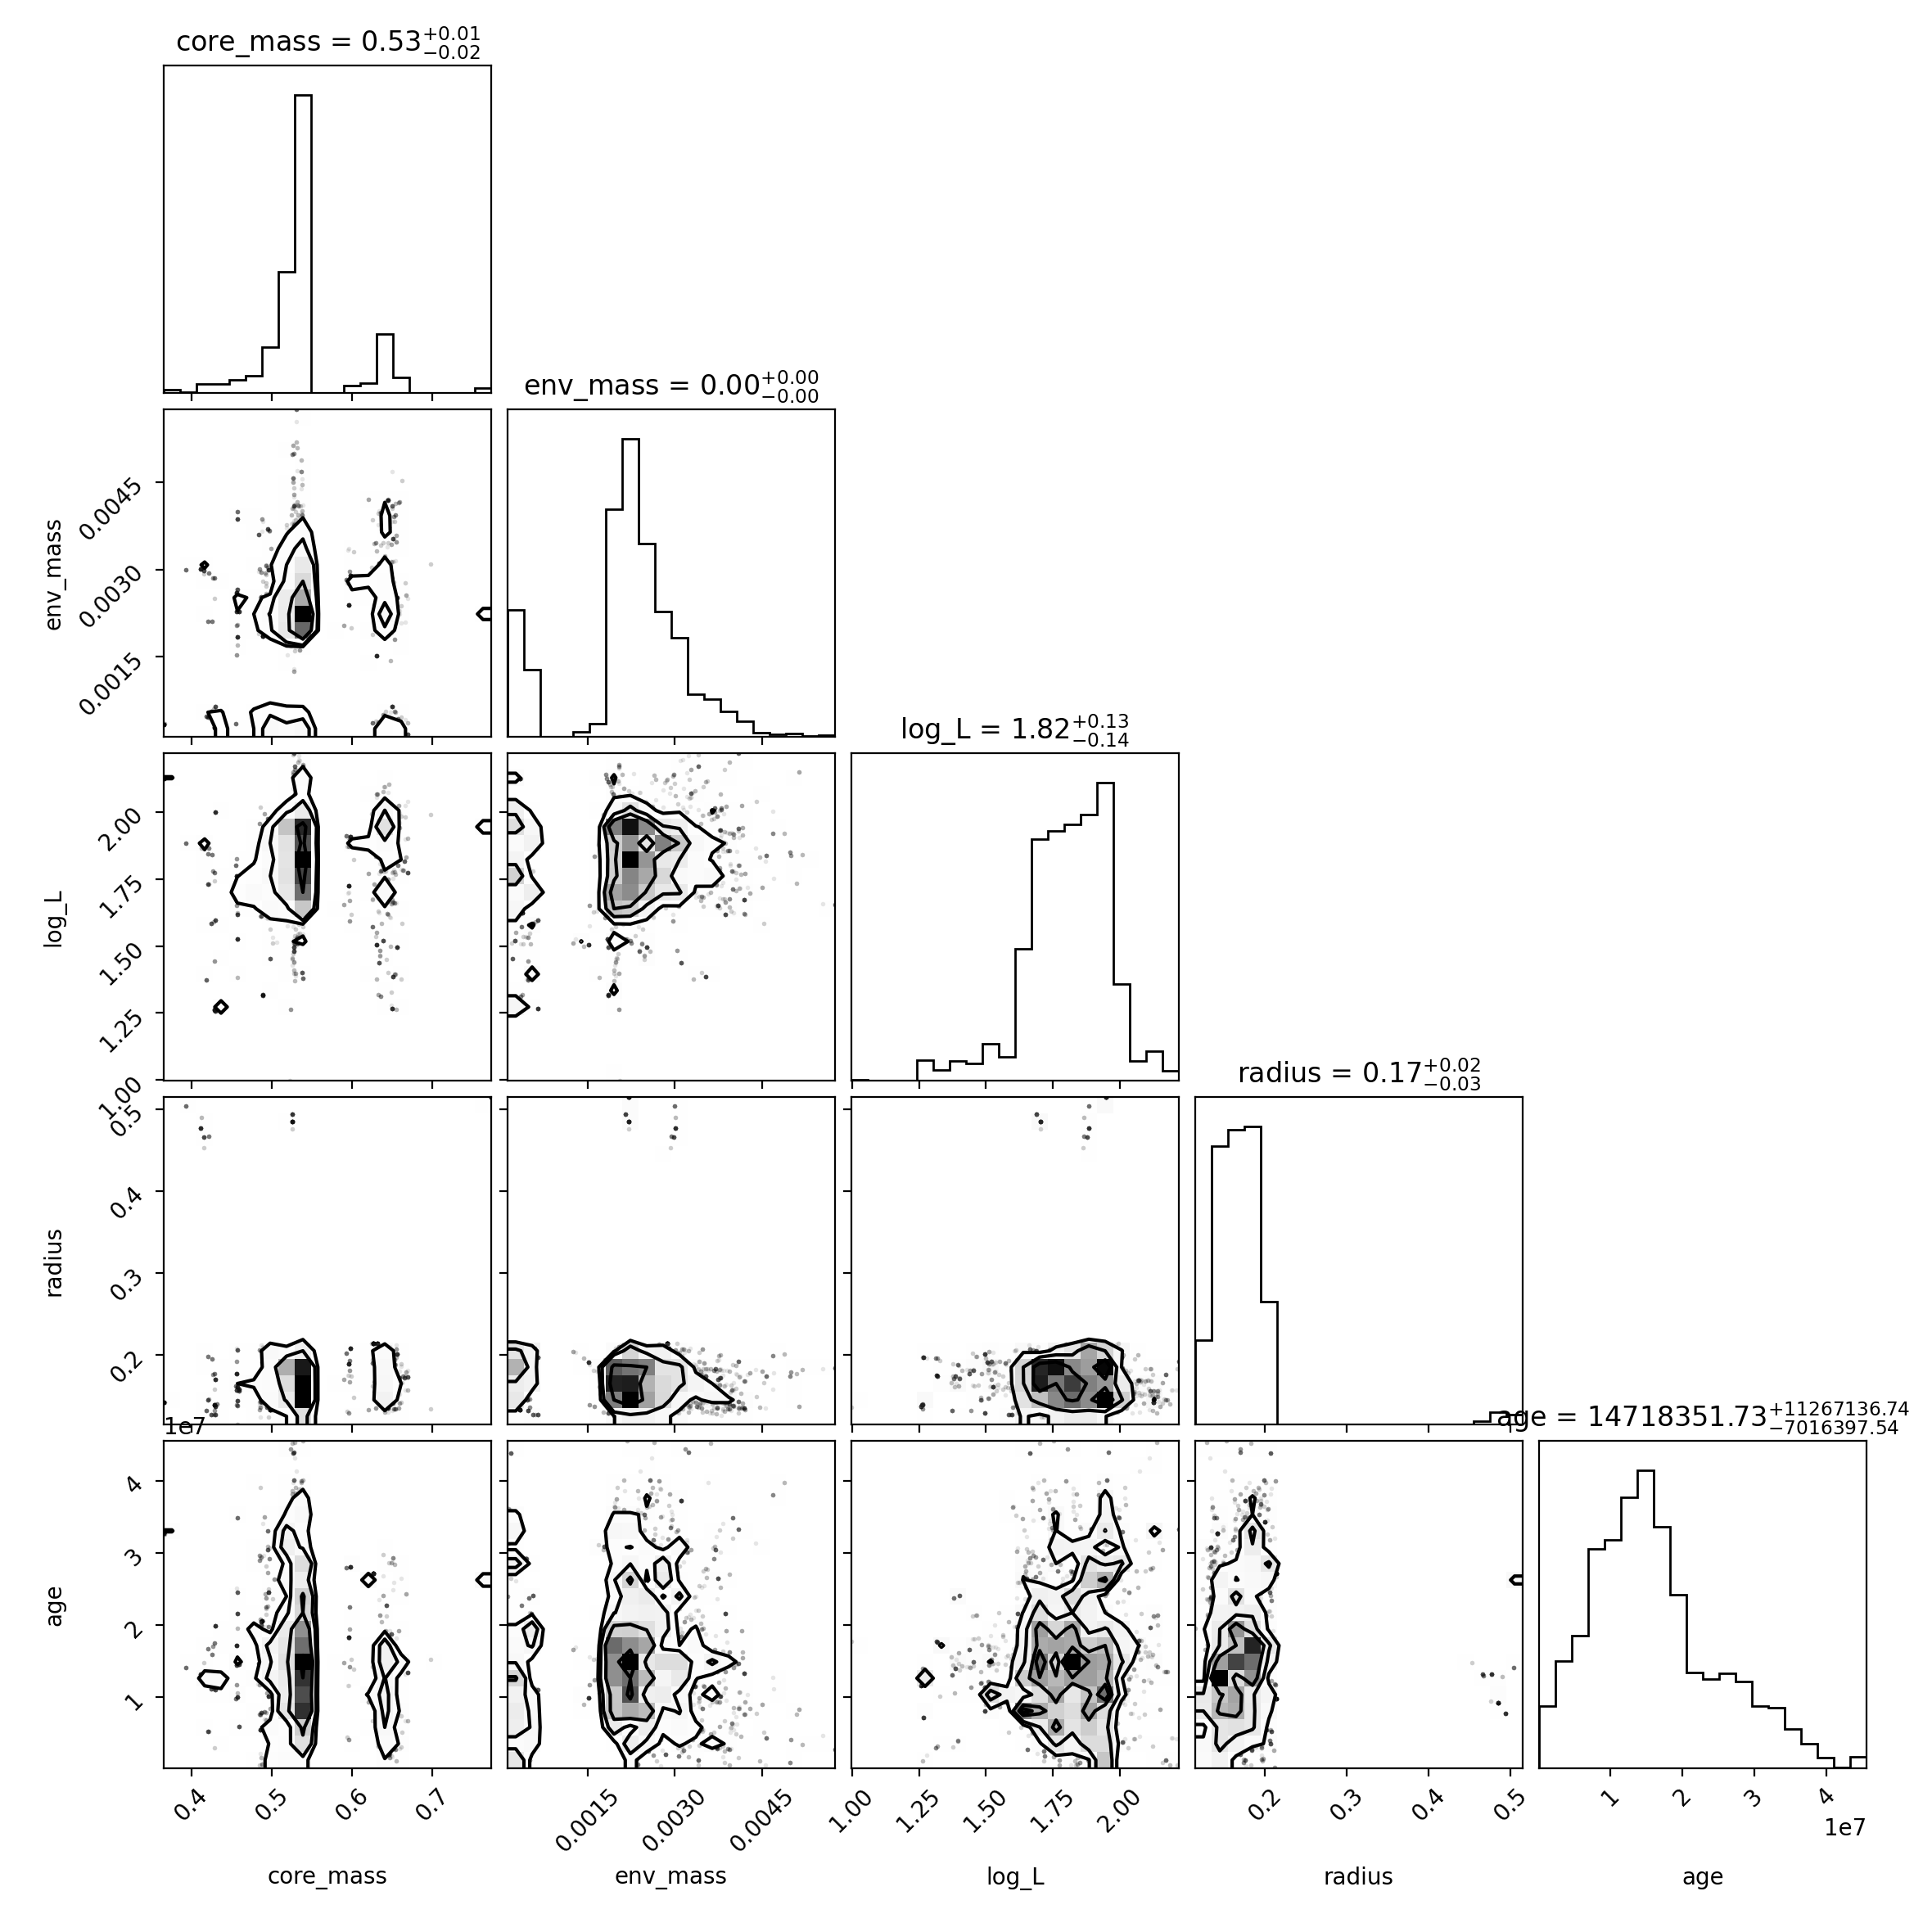 core_mass = 0.53+0.01−0.02
env_mass = 0.00+0.00−0.00
env_mass
0.0045
0.0030
0.0015
log_L = 1.82+0.13−0.14
log_L
2.00
1.75
1.50
1.25
1.00
radius = 0.17+0.02−0.03
radius
0.5
0.4
0.3
0.2
age = 14718351.73+11267136.74−7016397.54
1e7
age
4
3
2
1
0.4 0.5 0.6 0.7
0.0015 0.0030 0.0045
1.00 1.25 1.50 1.75 2.00
0.2 0.3 0.4 0.5
1 2 3 4
1e7
core_mass
env_mass
log_L
radius
age